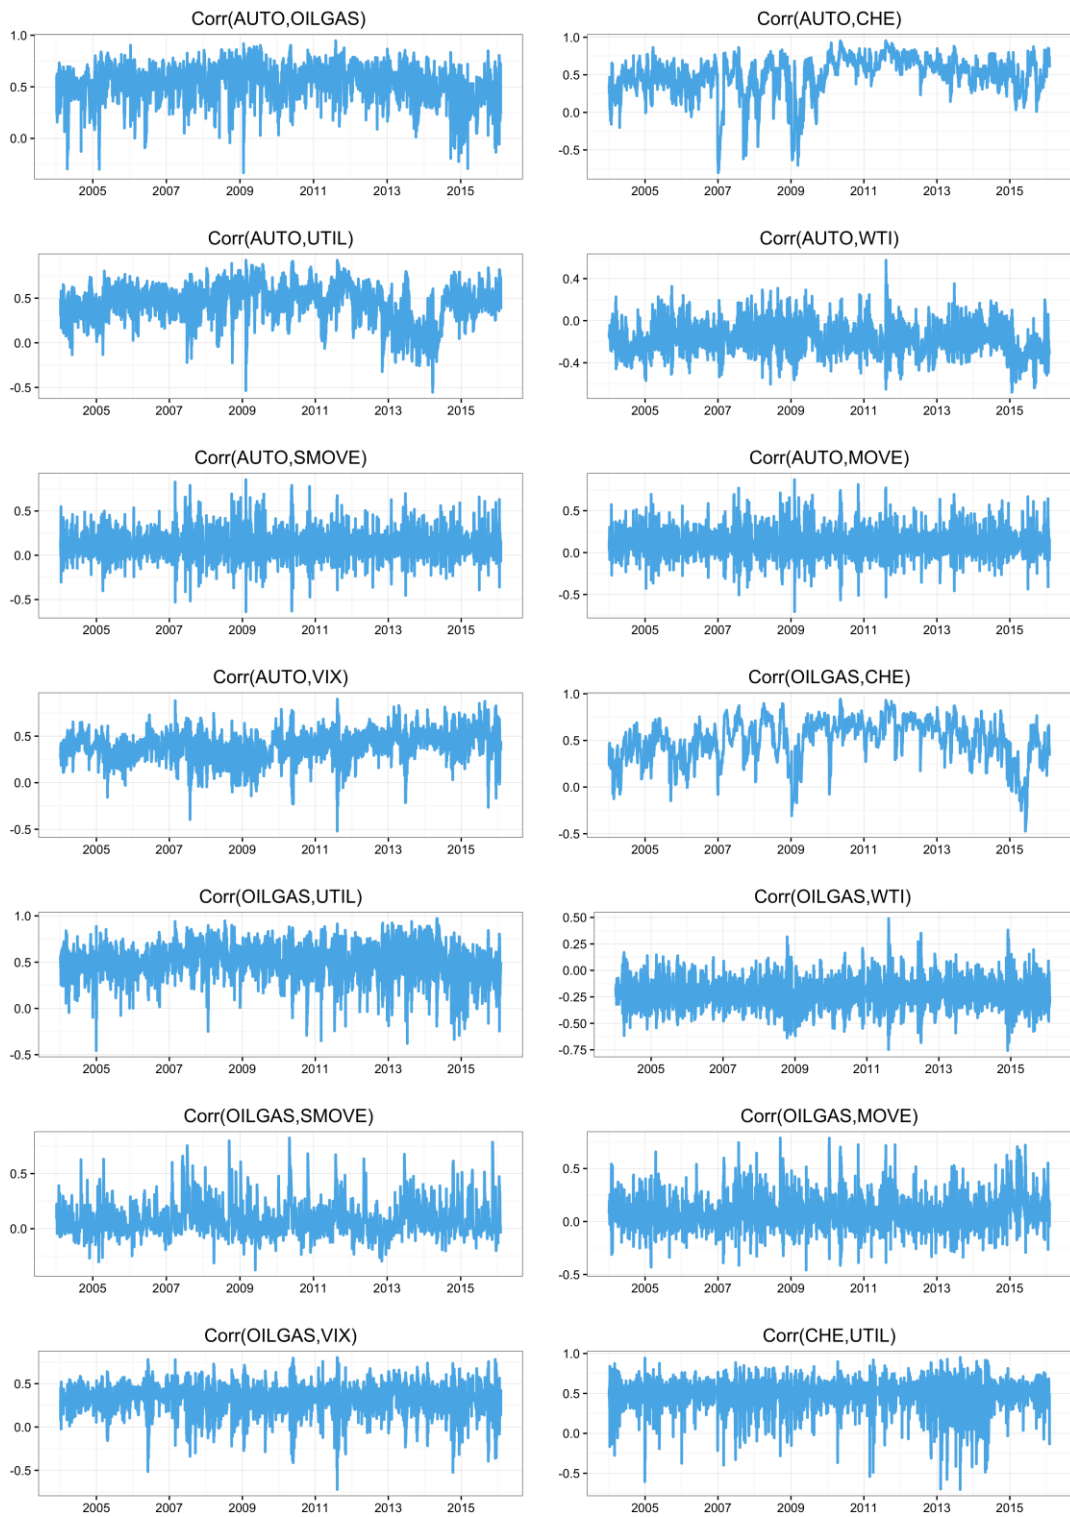 Corr(AUTO,OILGAS)
1.0
0.5
0.0
2005 2007 2009 2011 2013 2015
Corr(AUTO,CHE)
1.0
0.5
0.0
-0.5
2005 2007 2009 2011 2013 2015
Corr(AUTO,UTIL)
0.5
0.0
-0.5
2005 2007 2009 2011 2013 2015
Corr(AUTO,WTI)
0.4
0.0
-0.4
2005 2007 2009 2011 2013 2015
Corr(AUTO,SMOVE)
0.5
0.0
-0.5
2005 2007 2009 2011 2013 2015
Corr(AUTO,MOVE)
0.5
0.0
-0.5
2005 2007 2009 2011 2013 2015
Corr(AUTO,VIX)
0.5
0.0
-0.5
2005 2007 2009 2011 2013 2015
Corr(OILGAS,CHE)
1.0
0.5
0.0
-0.5
2005 2007 2009 2011 2013 2015
Corr(OILGAS,UTIL)
1.0
0.5
0.0
-0.5
2005 2007 2009 2011 2013 2015
Corr(OILGAS,WTI)
0.50
0.25
0.00
-0.25
-0.50
-0.75
2005 2007 2009 2011 2013 2015
Corr(OILGAS,SMOVE)
0.5
0.0
2005 2007 2009 2011 2013 2015
Corr(OILGAS,MOVE)
0.5
0.0
-0.5
2005 2007 2009 2011 2013 2015
Corr(OILGAS,VIX)
0.5
0.0
-0.5
2005 2007 2009 2011 2013 2015
Corr(CHE,UTIL)
1.0
0.5
0.0
-0.5
2005 2007 2009 2011 2013 2015